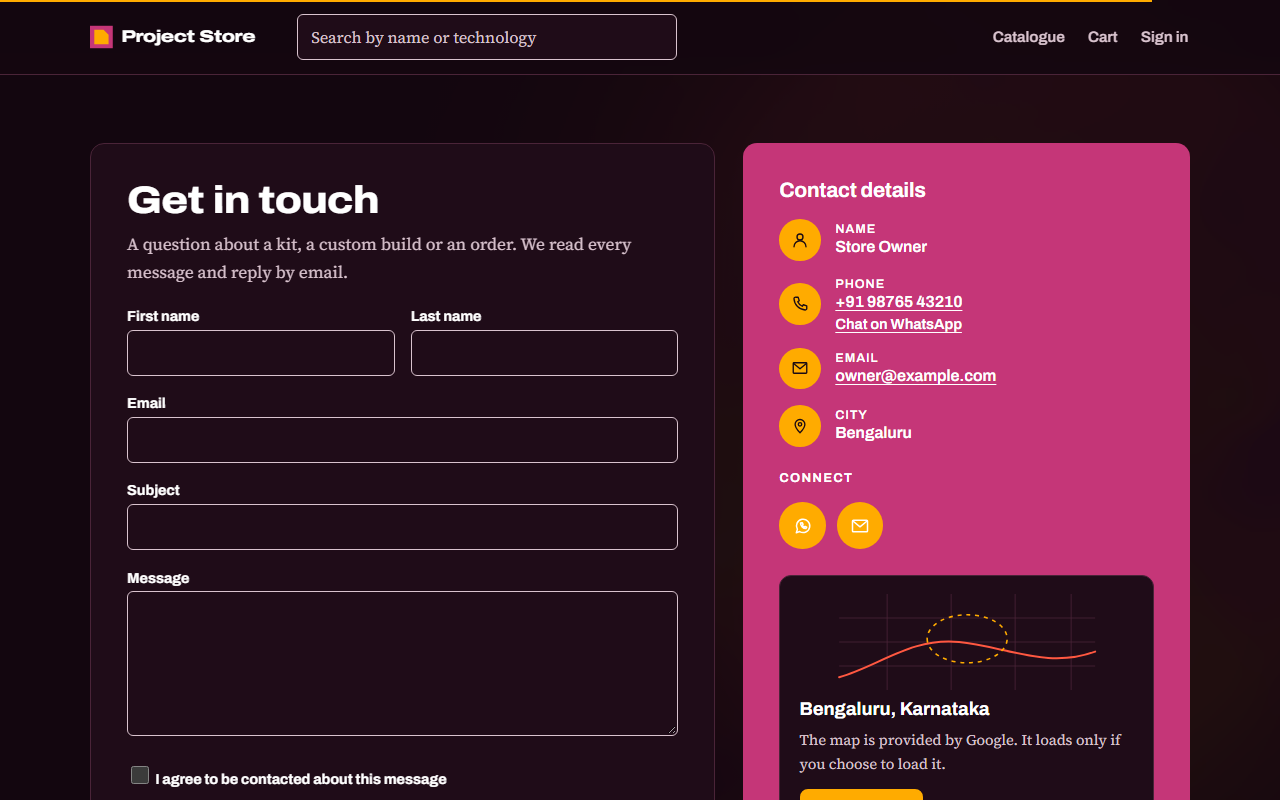 Project Store
Search by name or technology
Catalogue
Cart
Sign in
Get in touch
A question about a kit, a custom build or an order. We read every
message and reply by email.
First name
Last name
Email
Subject
Message
I agree to be contacted about this message
Contact details
NAME
Store Owner
PHONE
+91 98765 43210
Chat on WhatsApp
EMAIL
owner@example.com
CITY
Bengaluru
CONNECT
Bengaluru, Karnataka
The map is provided by Google. It loads only if
you choose to load it.